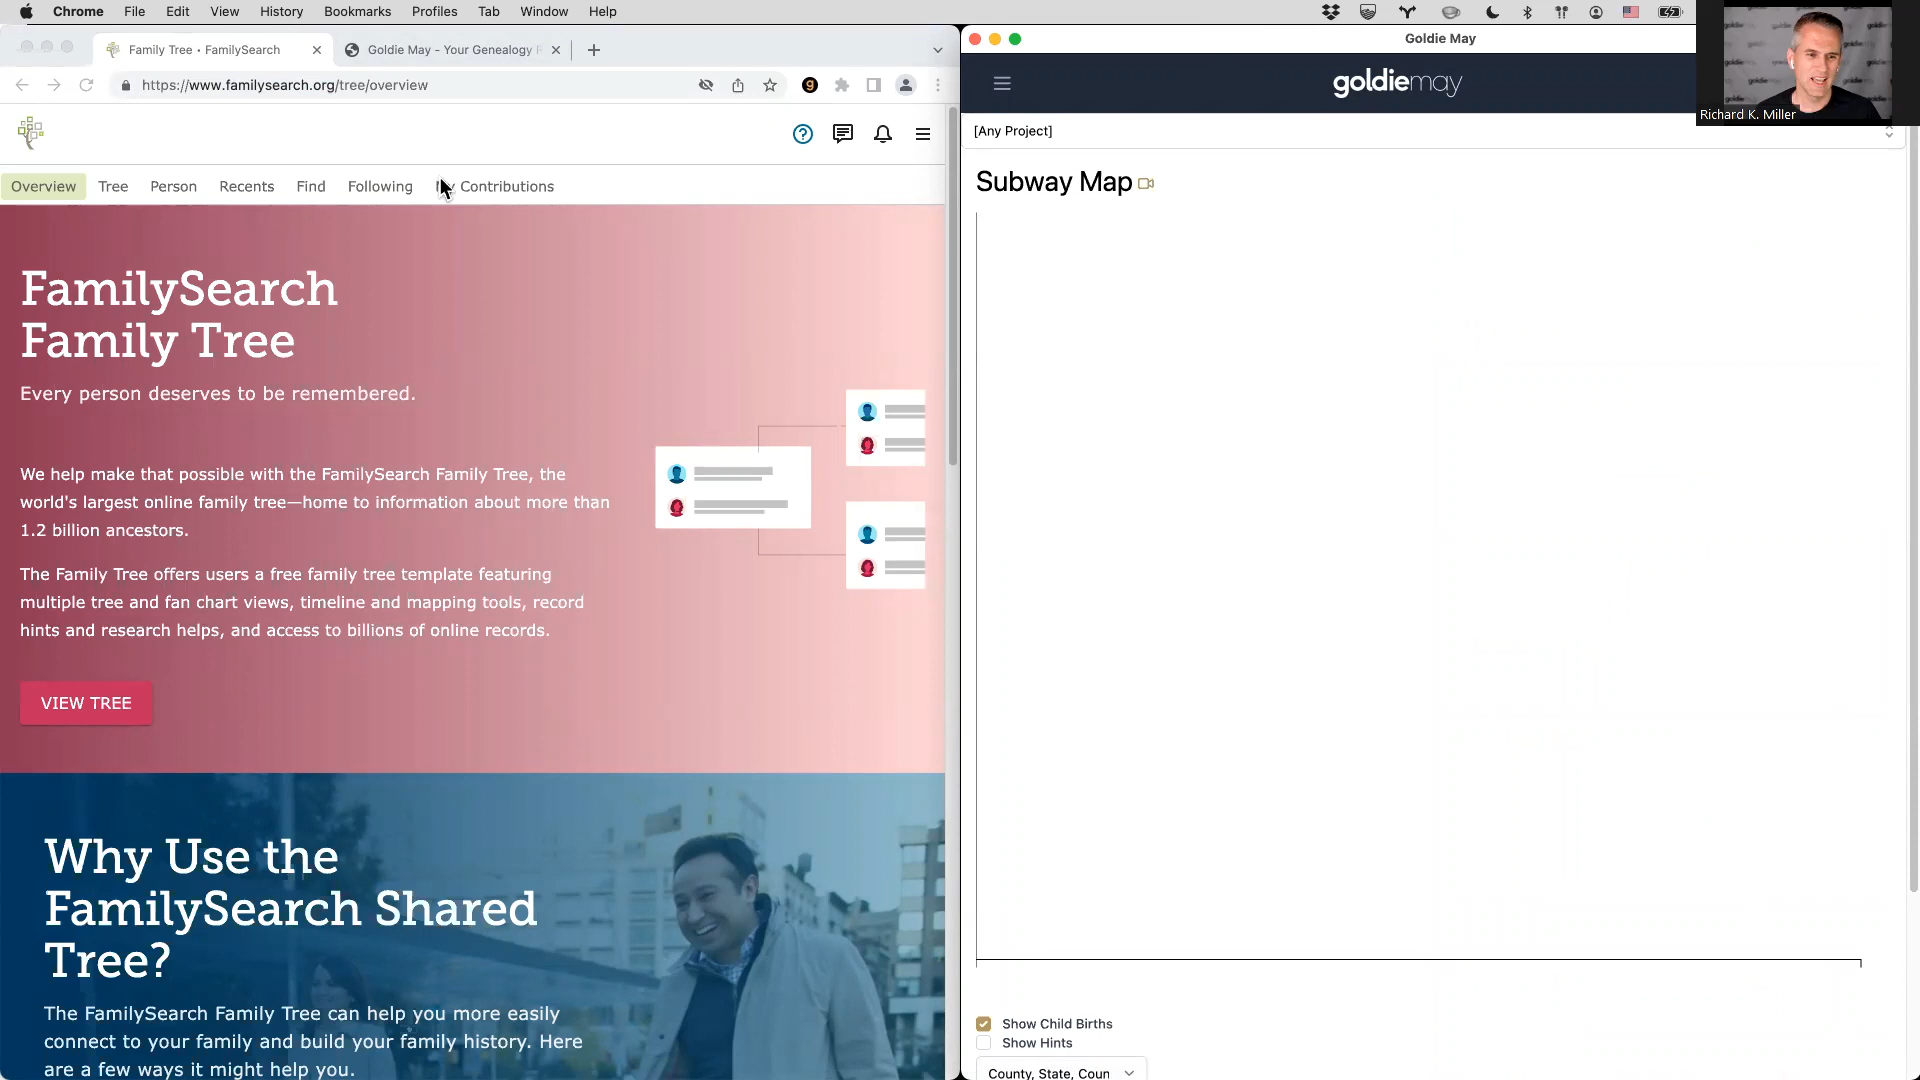 Chrome File Edit View History Bookmarks Profiles Tab Window Help
Family Tree • FamilySearch
Goldie May - Your Genealogy
https://www.familysearch.org/tree/overview
g
Overview Tree Person Recents Find Following Contributions
FamilySearch
Family Tree
Every person deserves to be remembered.
We help make that possible with the FamilySearch Family Tree, the
world's largest online family tree—home to information about more than
1.2 billion ancestors.
The Family Tree offers users a free family tree template featuring
multiple tree and fan chart views, timeline and mapping tools, record
hints and research helps, and access to billions of online records.
VIEW TREE
Why Use the
FamilySearch Shared
Tree?
The FamilySearch Family Tree can help you more easily
connect to your family and build your family history. Here
are a few ways it might help you.
Goldie May
goldiemay
[Any Project]
Subway Map
Show Child Births
Show Hints
County, State, Coun
Richard K. Miller